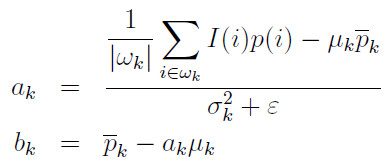 a_k = \frac{\frac{1}{|\omega_k|} \sum_{i \in \omega_k} I(i)p(i) - \mu_k \overline{p}_k}{\sigma_k^2 + \varepsilon}
b_k = \overline{p}_k - a_k \mu_k